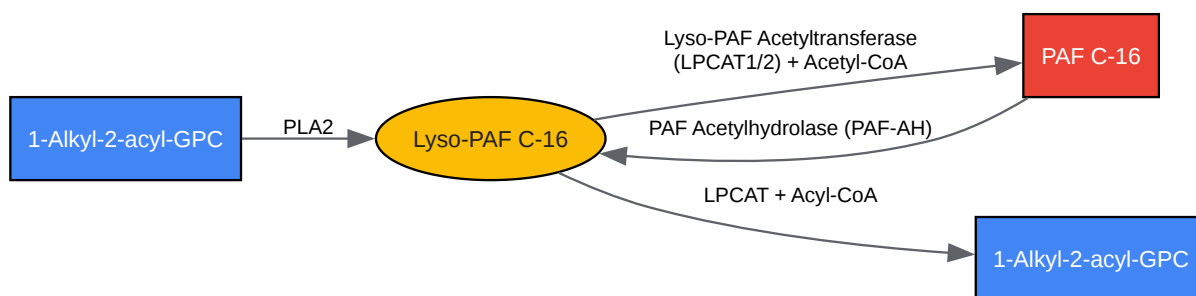 Lyso-PAF Acetyltransferase
(LPCAT1/2) + Acetyl-CoA
PAF C-16
1-Alkyl-2-acyl-GPC
PLA2
Lyso-PAF C-16
PAF Acetylhydrolase (PAF-AH)
LPCAT + Acyl-CoA
1-Alkyl-2-acyl-GPC